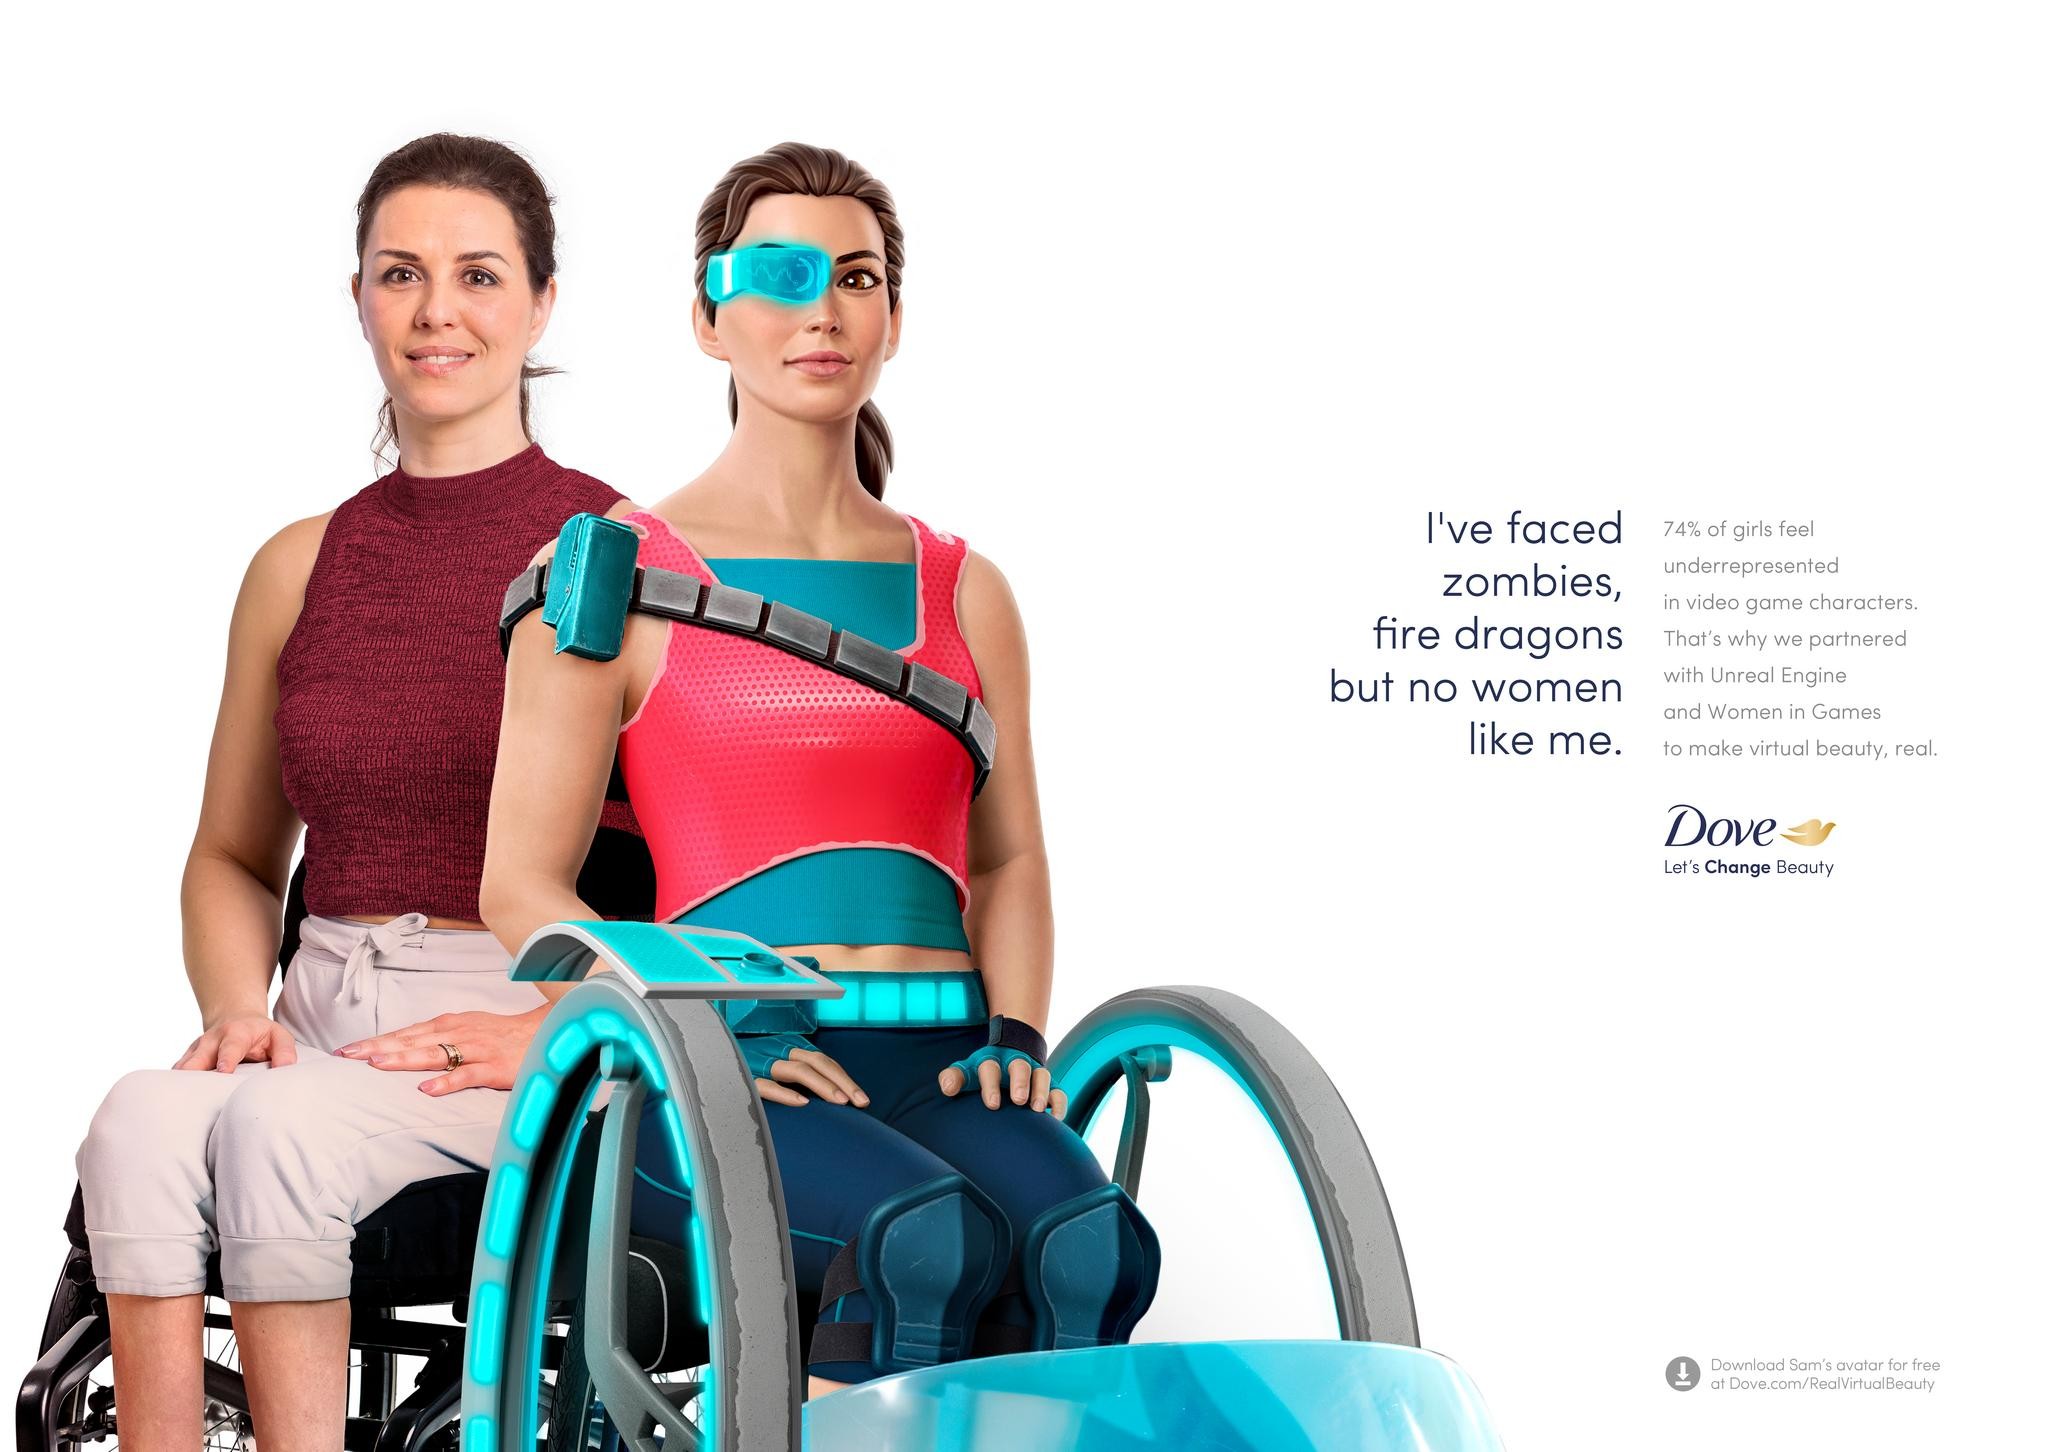 I've faced
zombies,
fire dragons
but no women
like me.
74% of girls feel
underrepresented
in video game characters.
That's why we partnered
with Unreal Engine
and Women in Games
to make virtual beauty, real.
Dove
Let's Change Beauty
Download Sam's avatar for free
at Dove.com/RealVirtualBeauty